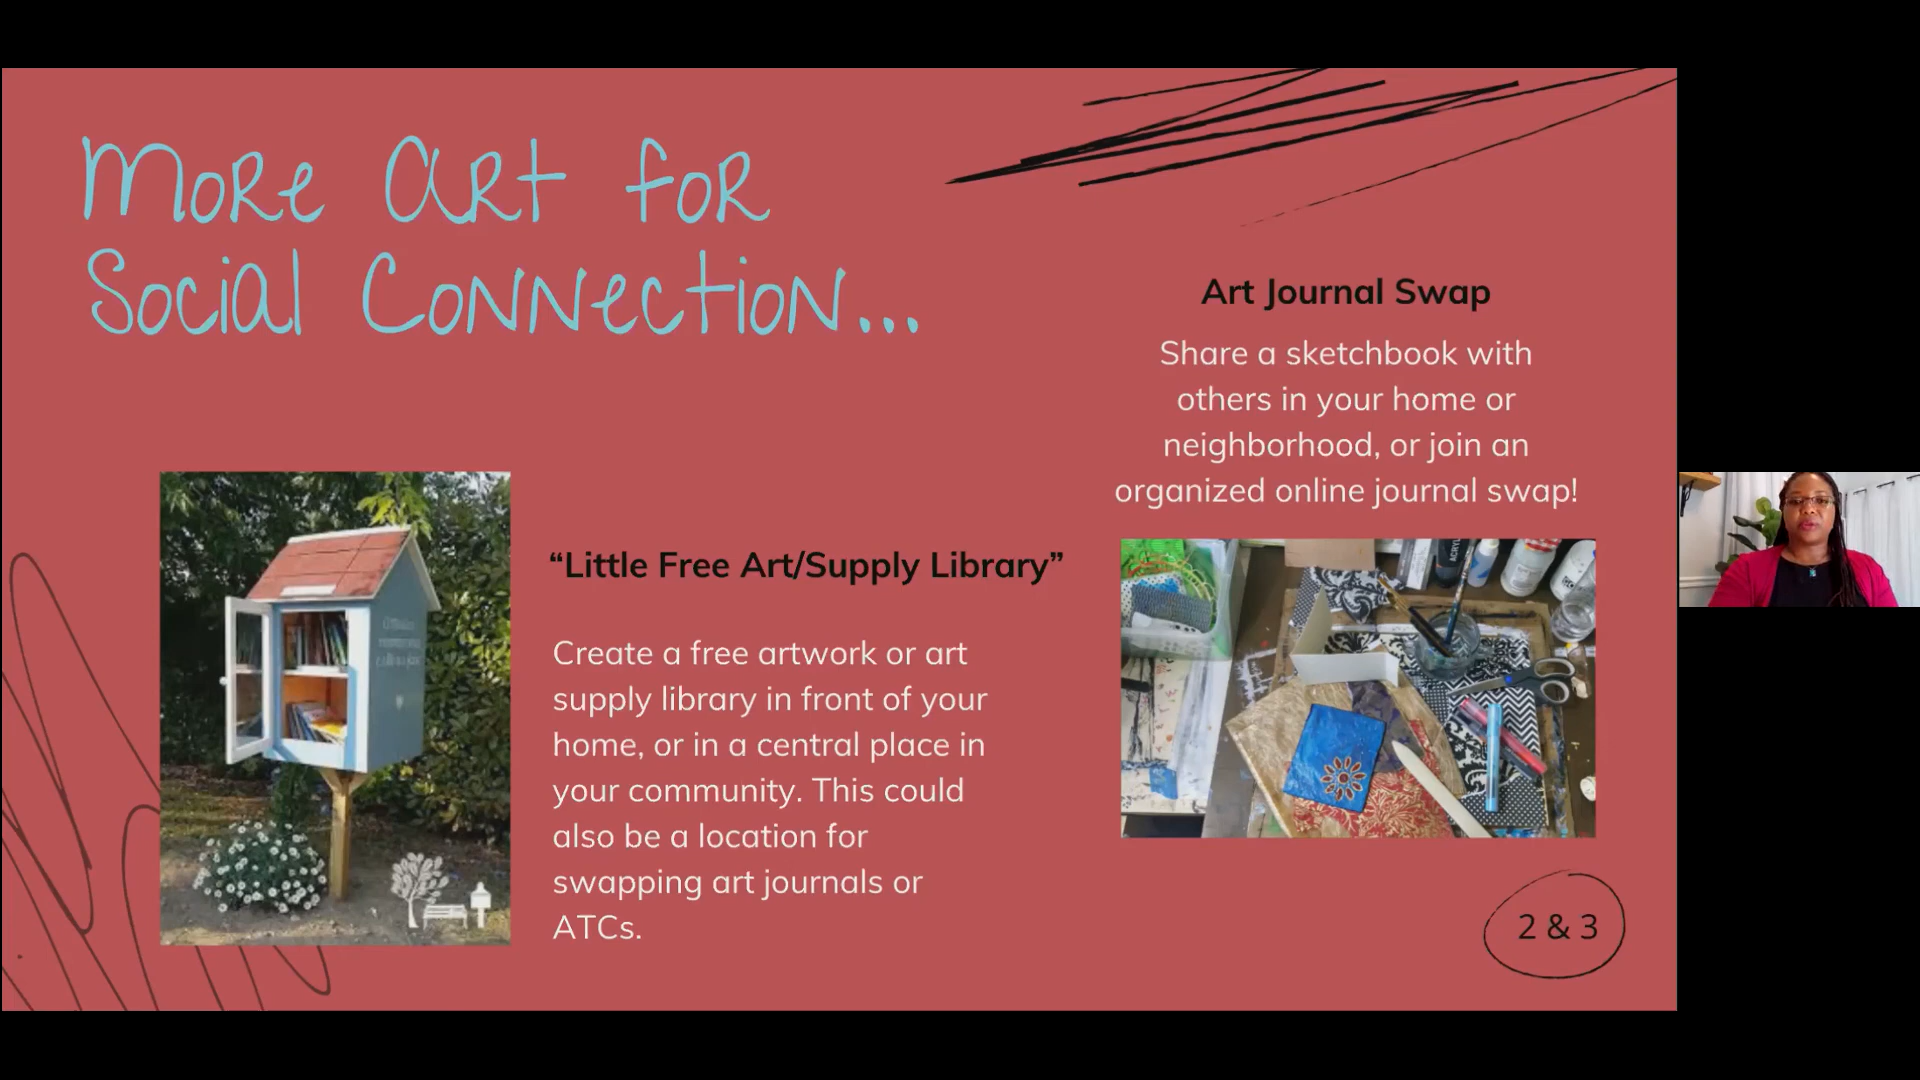 More Art for
Social Connection...
Art Journal Swap
Share a sketchbook with
others in your home or
neighborhood, or join an
organized online journal swap!
“Little Free Art/Supply Library”
Create a free artwork or art
supply library in front of your
home, or in a central place in
your community. This could
also be a location for
swapping art journals or
ATCs.
2 & 3